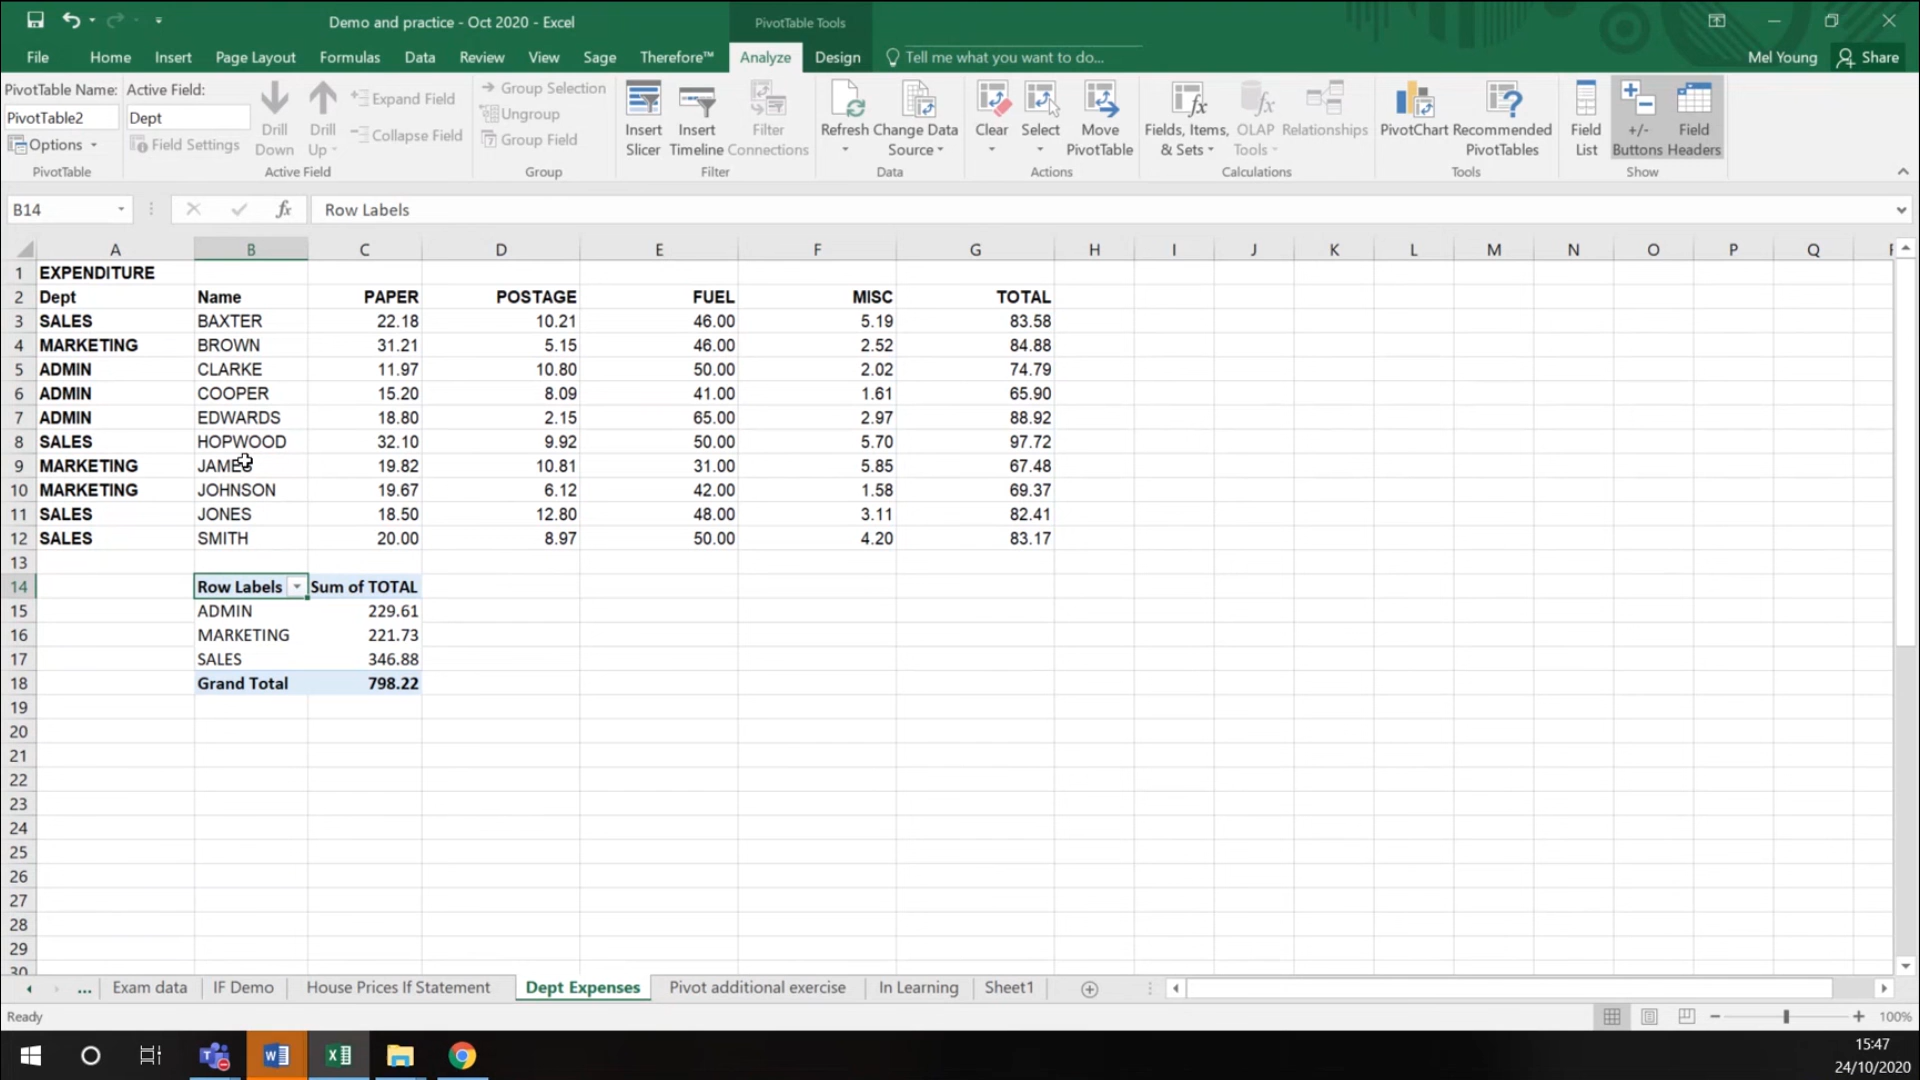 Demo and practice - Oct 2020 - Excel
PivotTable Tools
File Home Insert Page Layout Formulas Data Review View Sage Therefore™ Analyze Design Tell me what you want to do... Mel Young Share
PivotTable Name: Active Field:
PivotTable2 Dept
Options Field Settings
Drill Down
Drill Up
Expand Field
Collapse Field
Group Selection
Ungroup
Group Field
Insert Slicer
Insert Timeline
Filter Connections
Refresh
Change Data Source
Clear
Select
Move PivotTable
Fields, Items, & Sets
OLAP Tools
Relationships
PivotChart
Recommended PivotTables
Field List
+/- Buttons
Field Headers
PivotTable Active Field Group Filter Data Actions Calculations Tools Show
B14 fx Row Labels
A B C D E F G H I J K L M N O P Q
1 EXPENDITURE
2 Dept Name PAPER POSTAGE FUEL MISC TOTAL
3 SALES BAXTER 22.18 10.21 46.00 5.19 83.58
4 MARKETING BROWN 31.21 5.15 46.00 2.52 84.88
5 ADMIN CLARKE 11.97 10.80 50.00 2.02 74.79
6 ADMIN COOPER 15.20 8.09 41.00 1.61 65.90
7 ADMIN EDWARDS 18.80 2.15 65.00 2.97 88.92
8 SALES HOPWOOD 32.10 9.92 50.00 5.70 97.72
9 MARKETING JAMES 19.82 10.81 31.00 5.85 67.48
10 MARKETING JOHNSON 19.67 6.12 42.00 1.58 69.37
11 SALES JONES 18.50 12.80 48.00 3.11 82.41
12 SALES SMITH 20.00 8.97 50.00 4.20 83.17
13
14 Row Labels Sum of TOTAL
15 ADMIN 229.61
16 MARKETING 221.73
17 SALES 346.88
18 Grand Total 798.22
19
20
21
22
23
24
25
26
27
28
29
30
... Exam data IF Demo House Prices If Statement Dept Expenses Pivot additional exercise In Learning Sheet1
Ready 100%
15:47
24/10/2020